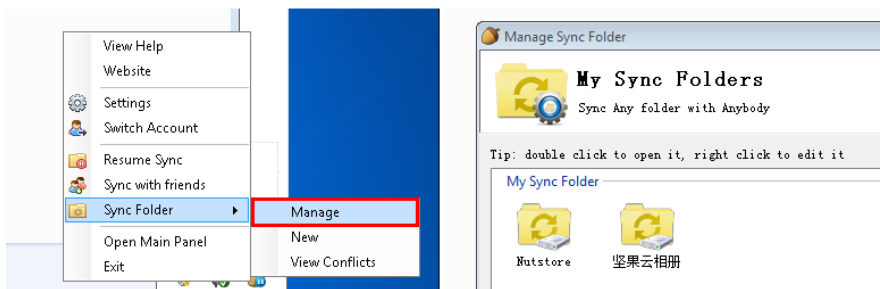 View Help
Website
Settings
Switch Account
Resume Sync
Sync with friends
Sync Folder
Open Main Panel
Exit
Manage
New
View Conflicts
Manage Sync Folder
My Sync Folders
Sync Any folder with Anybody
Tip: double click to open it, right click to edit it
My Sync Folder
Nutstore
坚果云相册